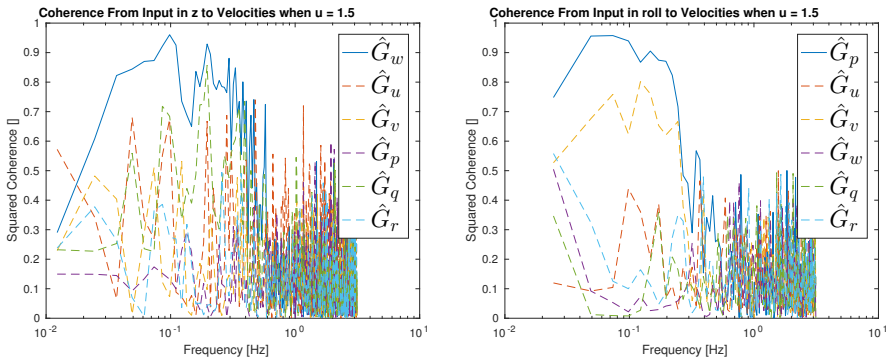 Coherence From Input in z to Velocities when u = 1.5
Squared Coherence []
1
0.9
0.8
0.7
0.6
0.5
0.4
0.3
0.2
0.1
0
10^-2
10^-1
10^0
10^1
Frequency [Hz]
Ĝ_w
Ĝ_u
Ĝ_v
Ĝ_p
Ĝ_q
Ĝ_r
Coherence From Input in roll to Velocities when u = 1.5
Squared Coherence []
1
0.9
0.8
0.7
0.6
0.5
0.4
0.3
0.2
0.1
0
10^-2
10^-1
10^0
10^1
Frequency [Hz]
Ĝ_p
Ĝ_u
Ĝ_v
Ĝ_w
Ĝ_q
Ĝ_r